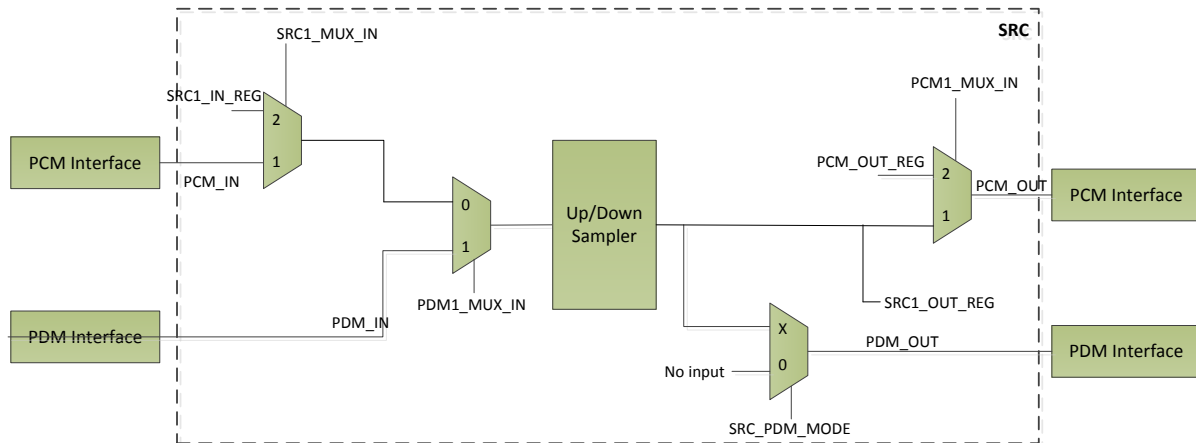 SRC1_MUX_IN
SRC
PCM1_MUX_IN
SRC1_IN_REG
2
1
PCM Interface
PCM_IN
0
1
PDM1_MUX_IN
Up/Down
Sampler
PCM_OUT_REG
2
1
PCM_OUT
PCM Interface
SRC1_OUT_REG
PDM Interface
PDM_IN
X
0
No input
PDM_OUT
PDM Interface
SRC_PDM_MODE